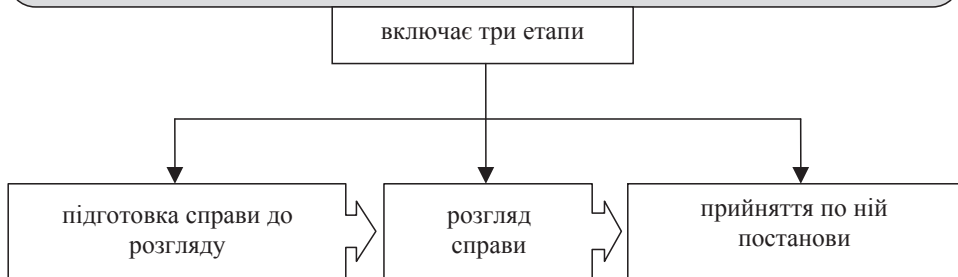 включає три етапи
підготовка справи до
розгляду
розгляд
справи
прийняття по ній
постанови